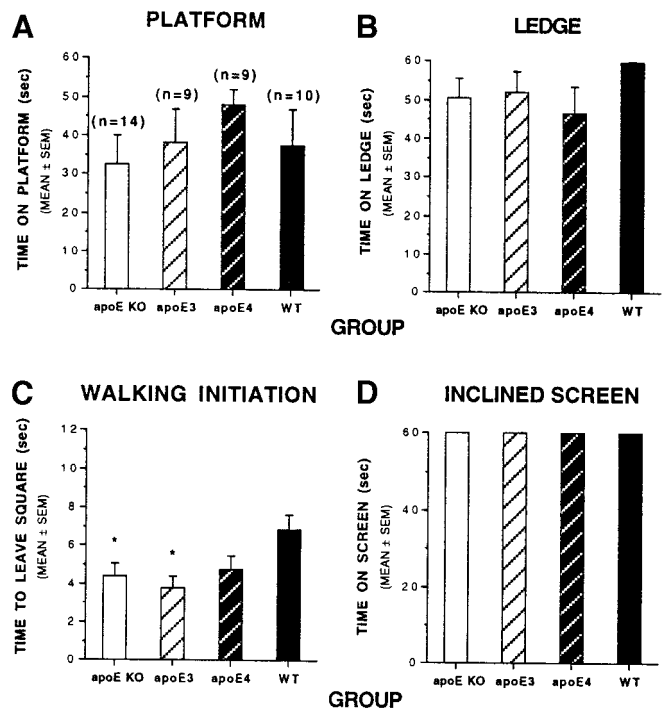 A
PLATFORM
TIME ON PLATFORM (sec)
(MEAN ± SEM)
60
50
40
30
20
10
0
(n=14)
(n=9)
(n=9)
(n=10)
apoE KO
apoE3
apoE4
WT
B
LEDGE
TIME ON LEDGE (sec)
(MEAN ± SEM)
60
50
40
30
20
10
0
apoE KO
apoE3
apoE4
WT
GROUP
C
WALKING INITIATION
TIME TO LEAVE SQUARE (sec)
(MEAN ± SEM)
12
10
8
6
4
2
0
*
*
apoE KO
apoE3
apoE4
WT
D
INCLINED SCREEN
TIME ON SCREEN (sec)
(MEAN ± SEM)
60
50
40
30
20
10
0
apoE KO
apoE3
apoE4
WT
GROUP